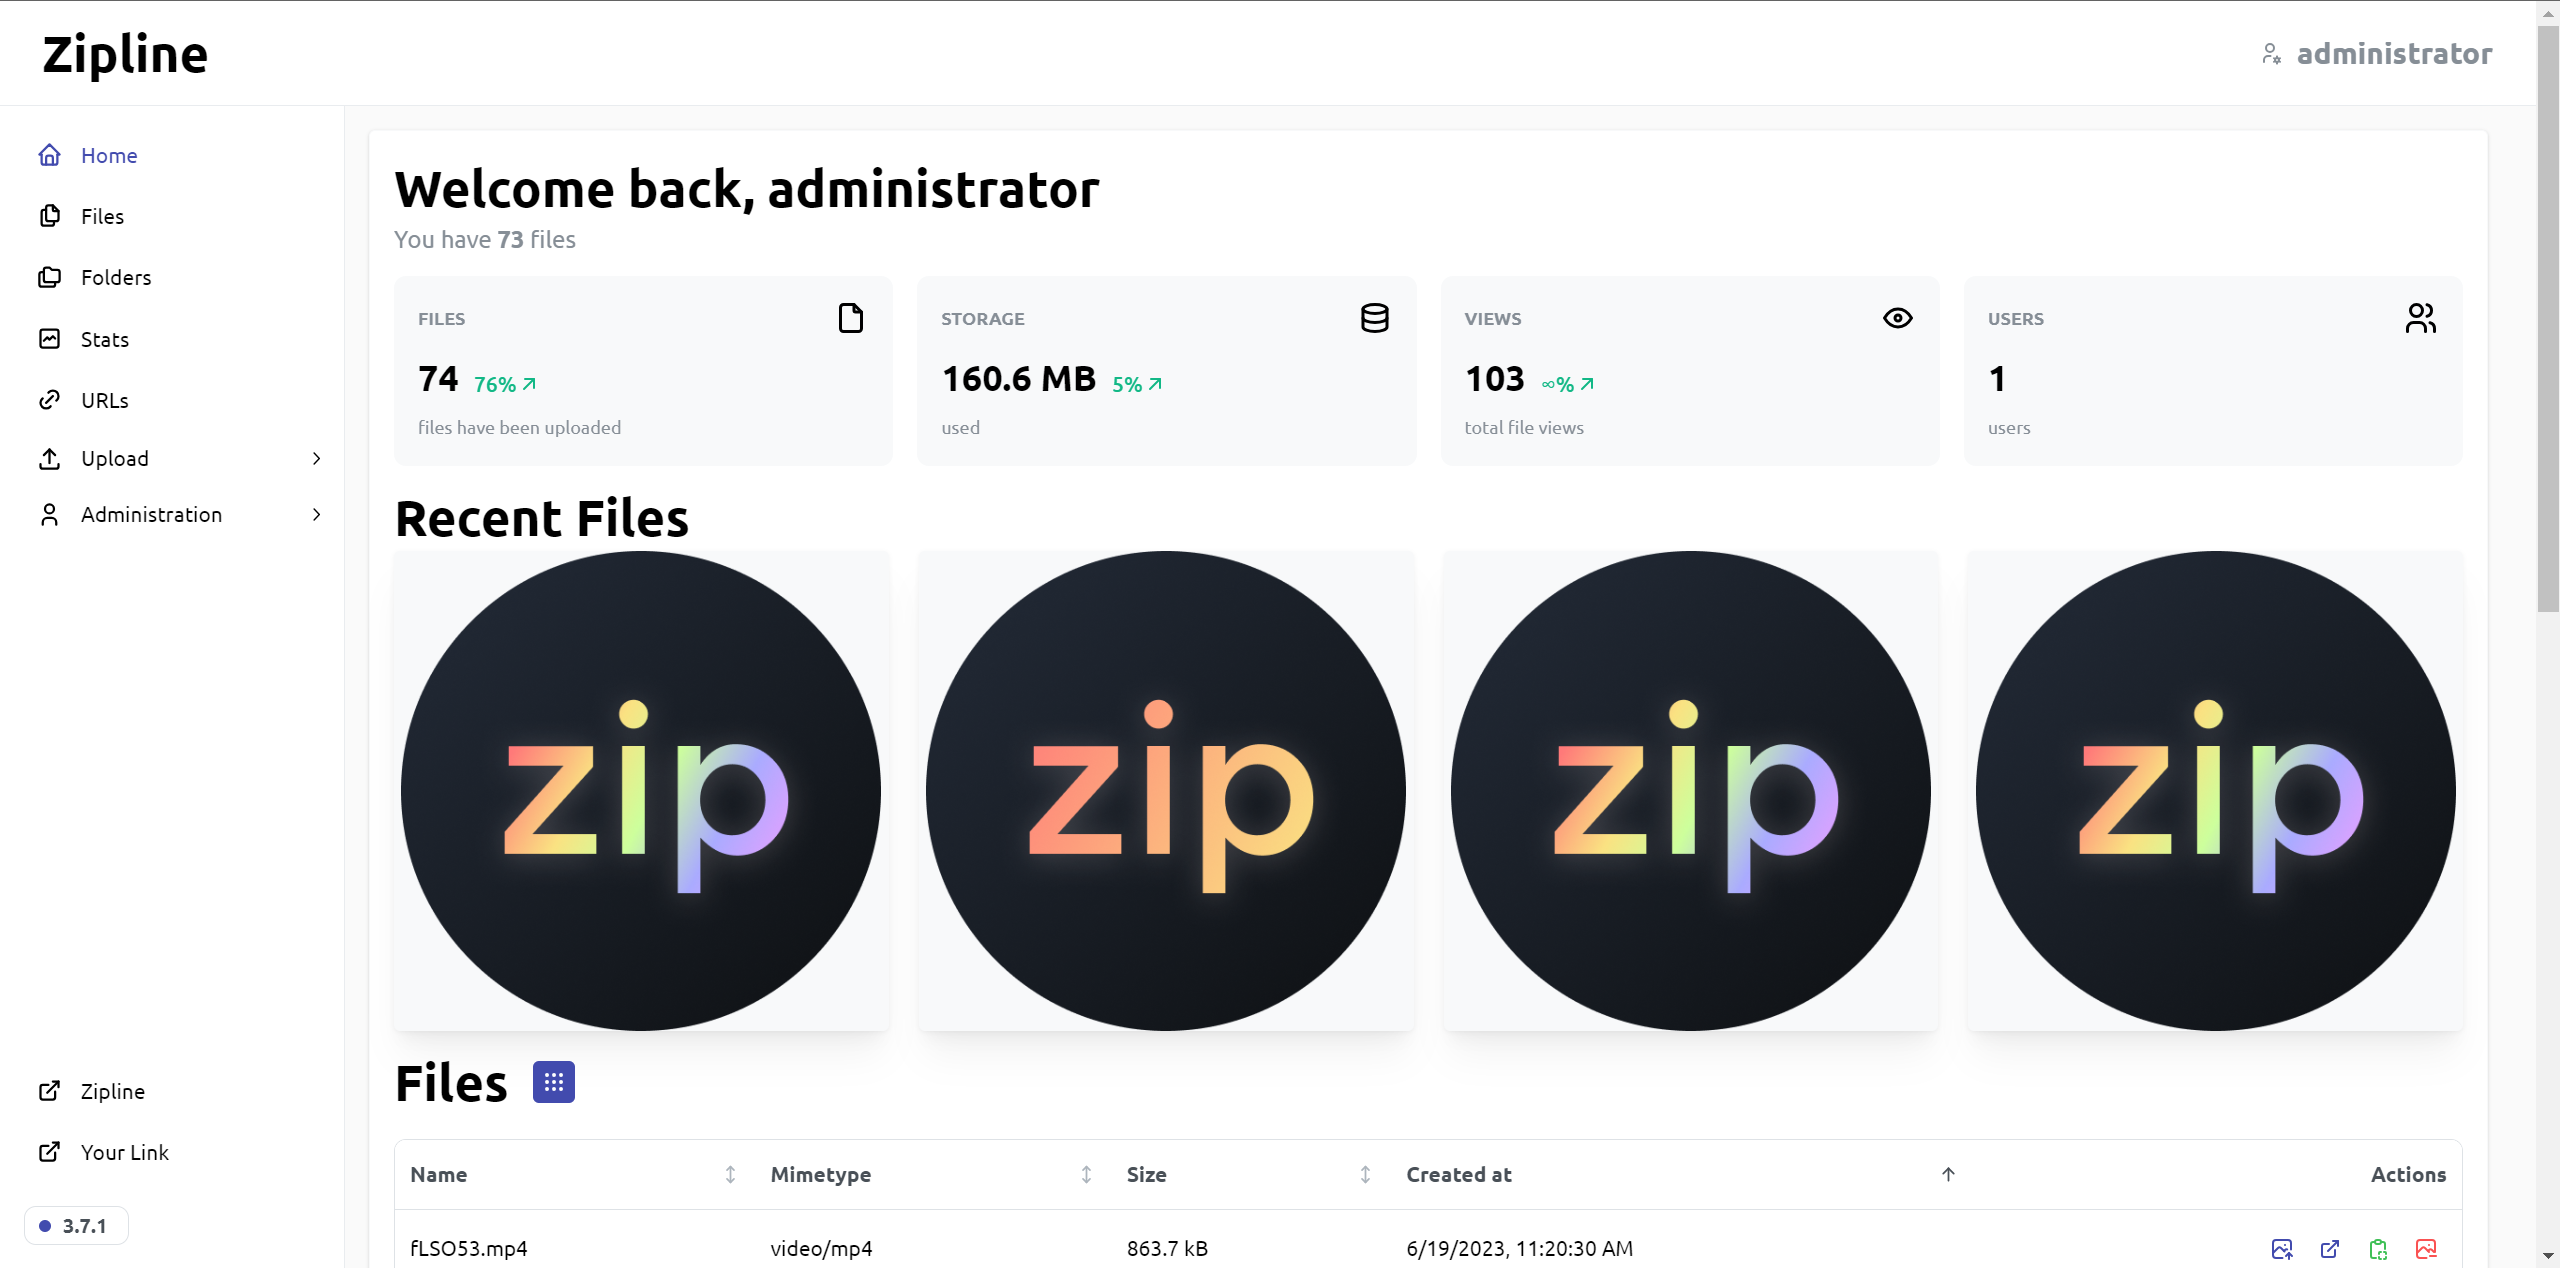 Zipline
administrator
Home
Files
Folders
Stats
URLs
Upload
Administration
Zipline
Your Link
3.7.1
Welcome back, administrator
You have 73 files
FILES
74 76%
files have been uploaded
STORAGE
160.6 MB 5%
used
VIEWS
103 ∞%
total file views
USERS
1
users
Recent Files
zip
zip
zip
zip
Files
Name Mimetype Size Created at Actions
fLSO53.mp4 video/mp4 863.7 kB 6/19/2023, 11:20:30 AM